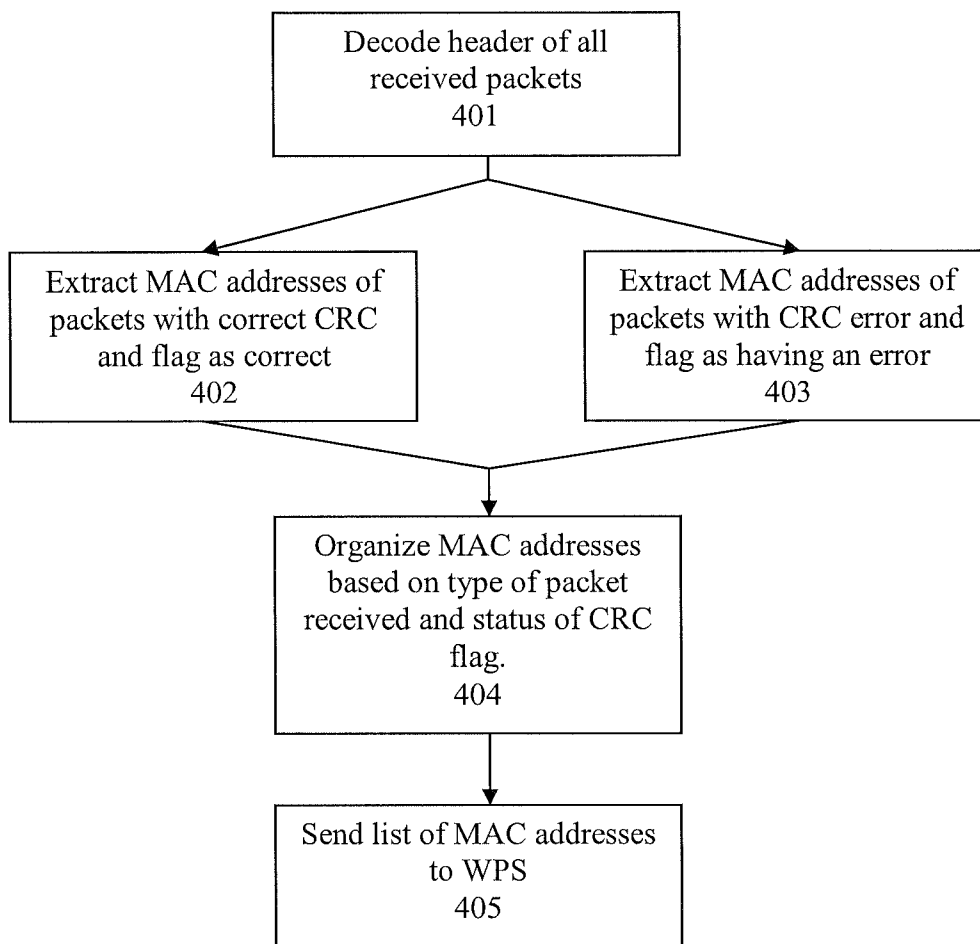 Decode header of all
received packets
401
Extract MAC addresses of
packets with correct CRC
and flag as correct
402
Extract MAC addresses of
packets with CRC error and
flag as having an error
403
Organize MAC addresses
based on type of packet
received and status of CRC
flag.
404
Send list of MAC addresses
to WPS
405